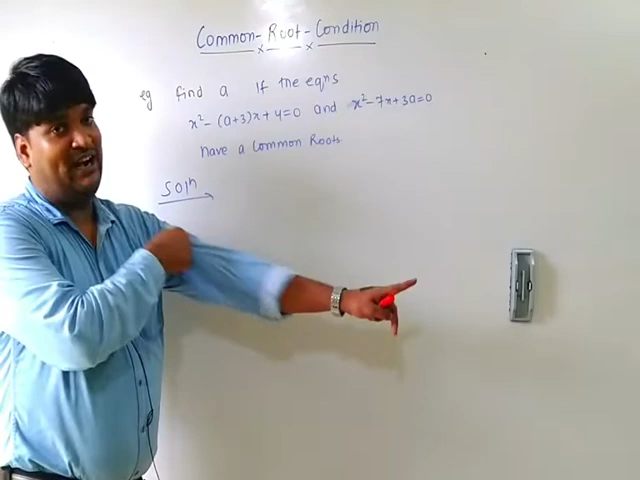 Common-Root-Condition
eg find a If the eqns
x²-(a+3)x+4=0 and x²-7x+3a=0
have a Common Roots.
Solⁿ